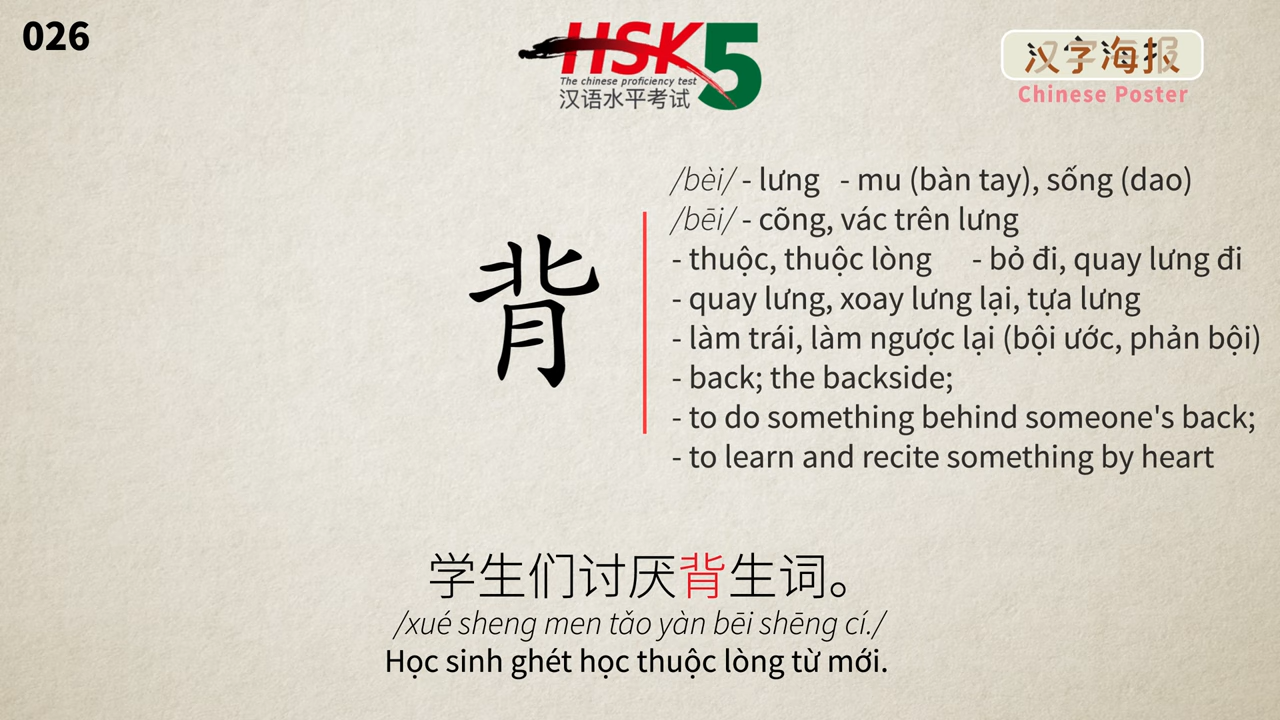 026
HSK5
The chinese proficiency test
汉语水平考试
汉字海报
Chinese Poster
背
/bèi/ - lưng - mu (bàn tay), sống (dao)
/bēi/ - cõng, vác trên lưng
- thuộc, thuộc lòng - bỏ đi, quay lưng đi
- quay lưng, xoay lưng lại, tựa lưng
- làm trái, làm ngược lại (bội ước, phản bội)
- back; the backside;
- to do something behind someone's back;
- to learn and recite something by heart
学生们讨厌背生词。
/xué sheng men tǎo yàn bēi shēng cí./
Học sinh ghét học thuộc lòng từ mới.